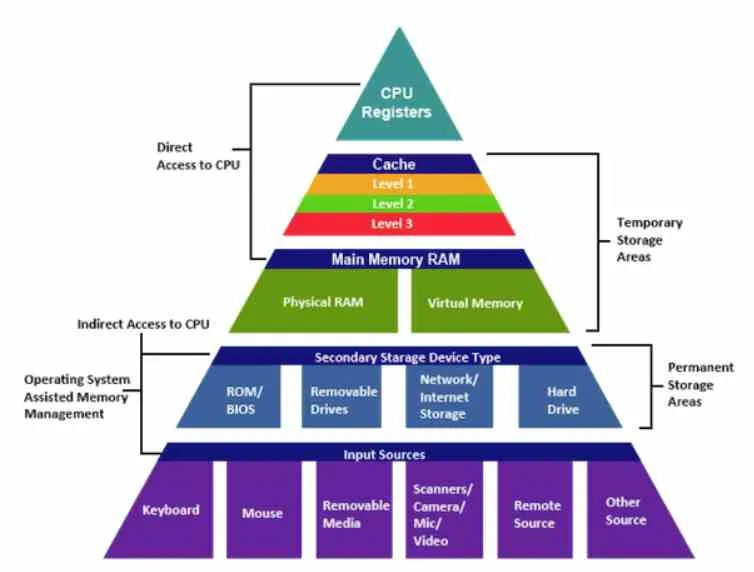 CPU
Registers
Direct
Access to CPU
Cache
Level 1
Level 2
Level 3
Temporary
Storage
Areas
Main Memory RAM
Physical RAM
Virtual Memory
Indirect Access to CPU
Secondary Storage Device Type
Operating System
Assisted Memory
Management
ROM/
BIOS
Removable
Drives
Network/
Internet
Storage
Hard
Drive
Permanent
Storage
Areas
Input Sources
Keyboard
Mouse
Removable
Media
Scanners/
Camera/
Mic/
Video
Remote
Source
Other
Source